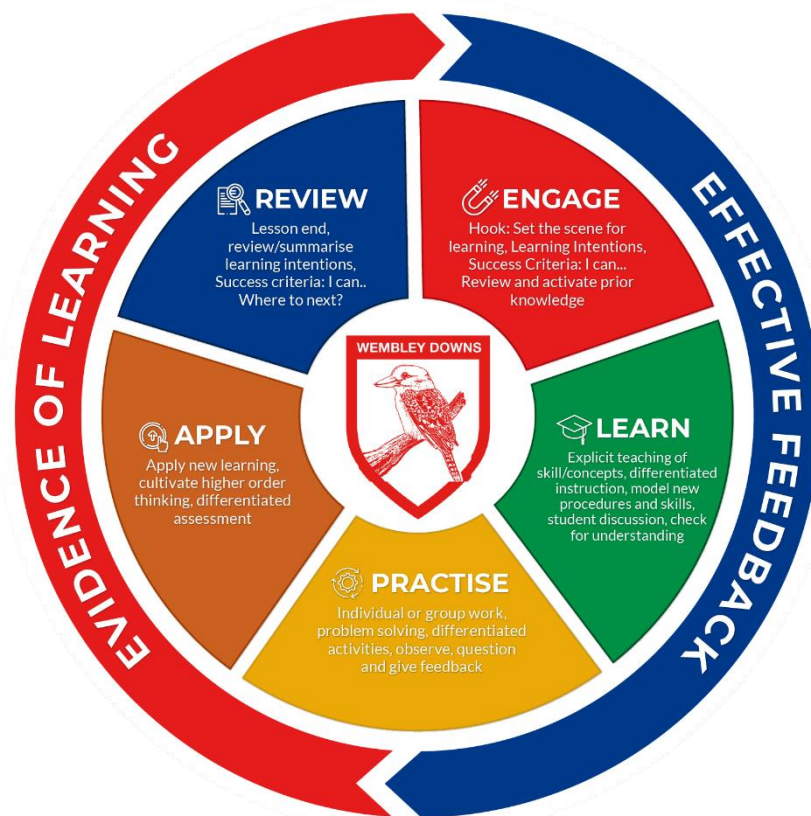 EVIDENCE OF LEARNING
EFFECTIVE FEEDBACK
REVIEW
Lesson end,
review/summarise
learning intentions,
Success criteria: I can..
Where to next?
ENGAGE
Hook: Set the scene for
learning, Learning Intentions,
Success Criteria: I can...
Review and activate prior
knowledge
WEMBLEY DOWNS
LEARN
Explicit teaching of
skill/concepts, differentiated
instruction, model new
procedures and skills,
student discussion, check
for understanding
APPLY
Apply new learning,
cultivate higher order
thinking, differentiated
assessment
PRACTISE
Individual or group work,
problem solving, differentiated
activities, observe, question
and give feedback